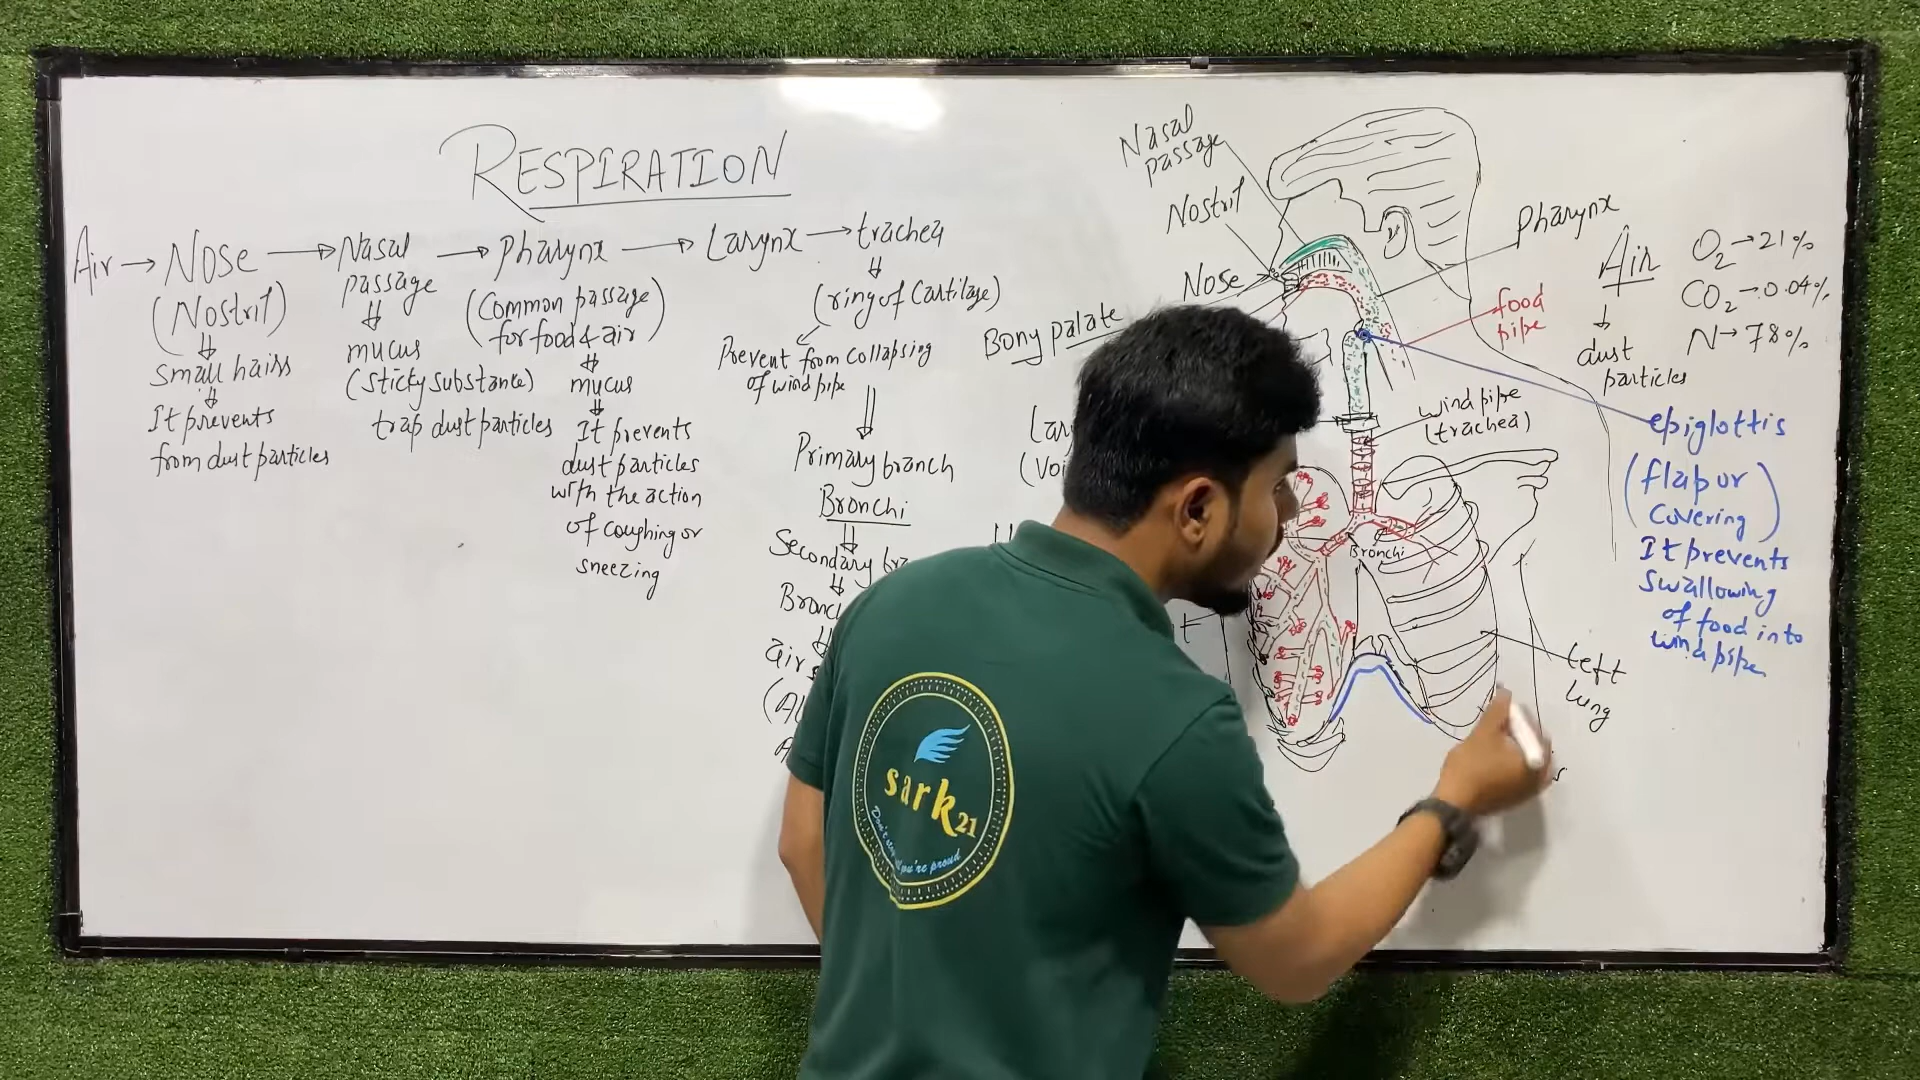 RESPIRATION
Air → Nose → Nasal passage → Pharynx → Larynx → trachea
(Nostril)
small hairs
It prevents
from dust particles
mucus
(sticky substance)
trap dust particles
(Common passage
for food & air)
mucus
It prevents
dust particles
with the action
of coughing or
sneezing
(ring of Cartilage)
Prevent from collapsing
of wind pipe
Primary branch
Bronchi
Secondary
air
Nasal
passage
Nostril
Nose
Bony palate
Pharynx
food
pipe
wind pipe
(trachea)
Bronchi
left
lung
Air
dust
particles
O2 → 21%
CO2 → 0.04%
N → 78%
epiglottis
(flap or
covering)
It prevents
swallowing
of food into
wind pipe
sark
21